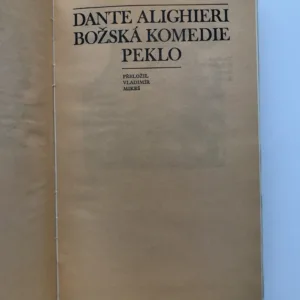 DANTE ALIGHIERI
BOŽSKÁ KOMEDIE
PEKLO
PŘELOŽIL
VLADIMÍR
MIKEŠ